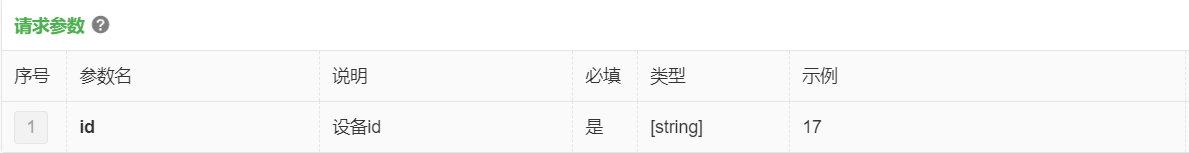 请求参数 ?
序号 参数名 说明 必填 类型 示例
1 id 设备id 是 [string] 17